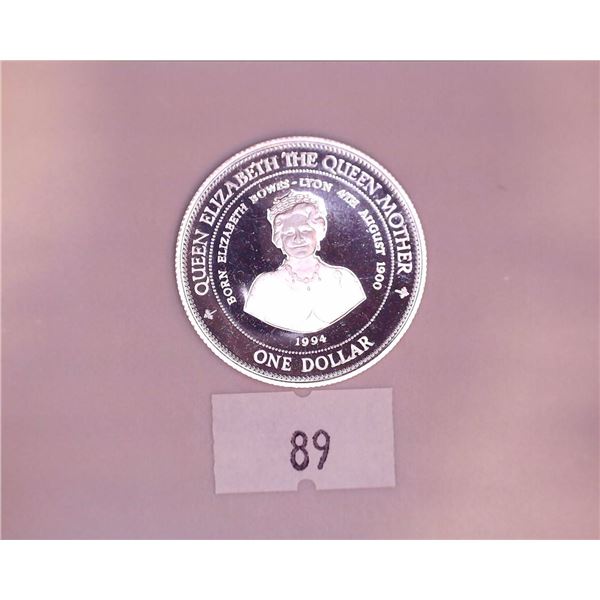 QUEEN ELIZABETH THE QUEEN MOTHER
BORN ELIZABETH BOWES-LYON 4TH AUGUST 1900
1994
ONE DOLLAR
89